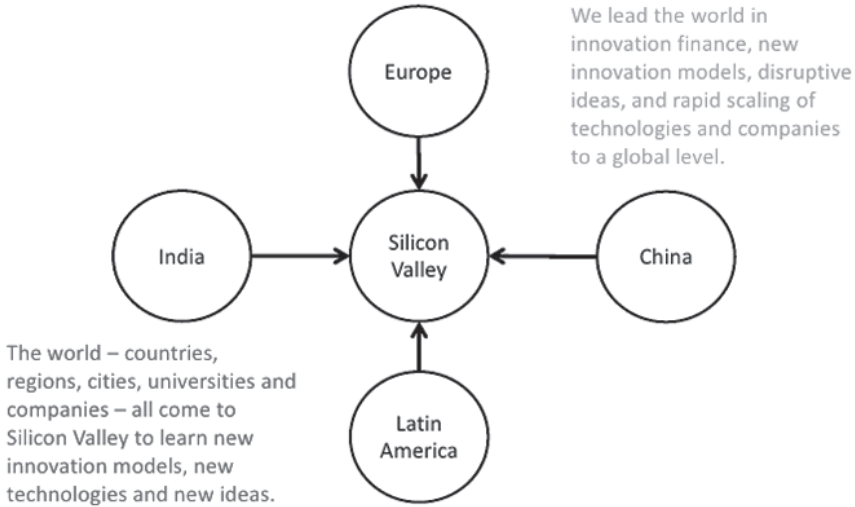 Europe
We lead the world in
innovation finance, new
innovation models, disruptive
ideas, and rapid scaling of
technologies and companies
to a global level.
India
Silicon
Valley
China
The world – countries,
regions, cities, universities and
companies – all come to
Silicon Valley to learn new
innovation models, new
technologies and new ideas.
Latin
America